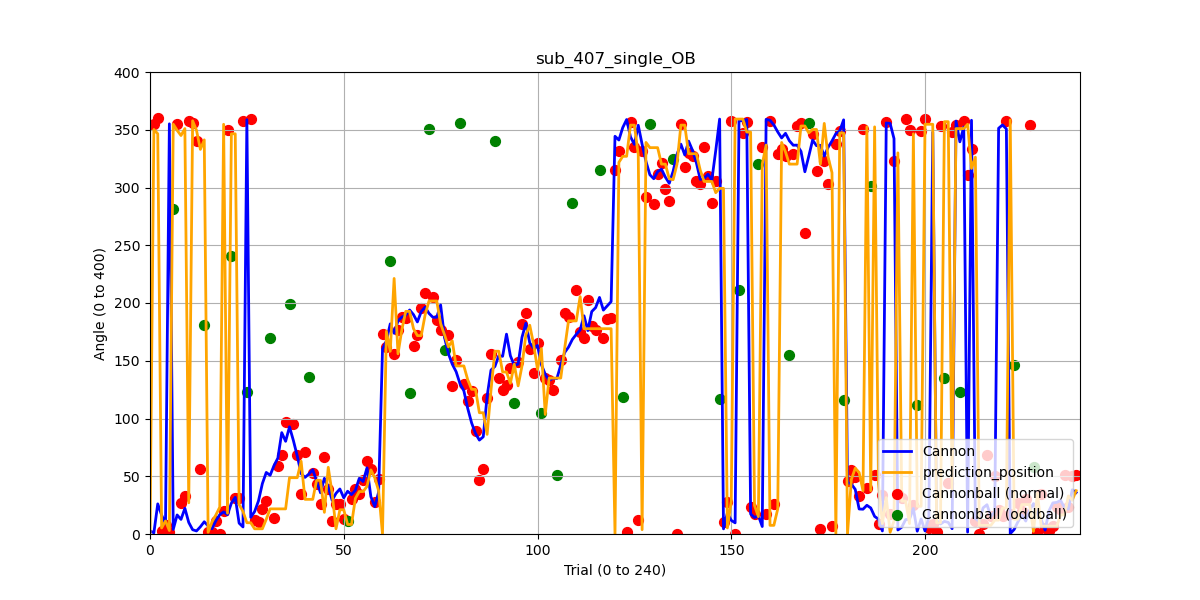 sub_407_single_OB
Angle (0 to 400)
400
350
300
250
200
150
100
50
0
0
50
100
150
200
Trial (0 to 240)
Cannon
prediction_position
Cannonball (normal)
Cannonball (oddball)